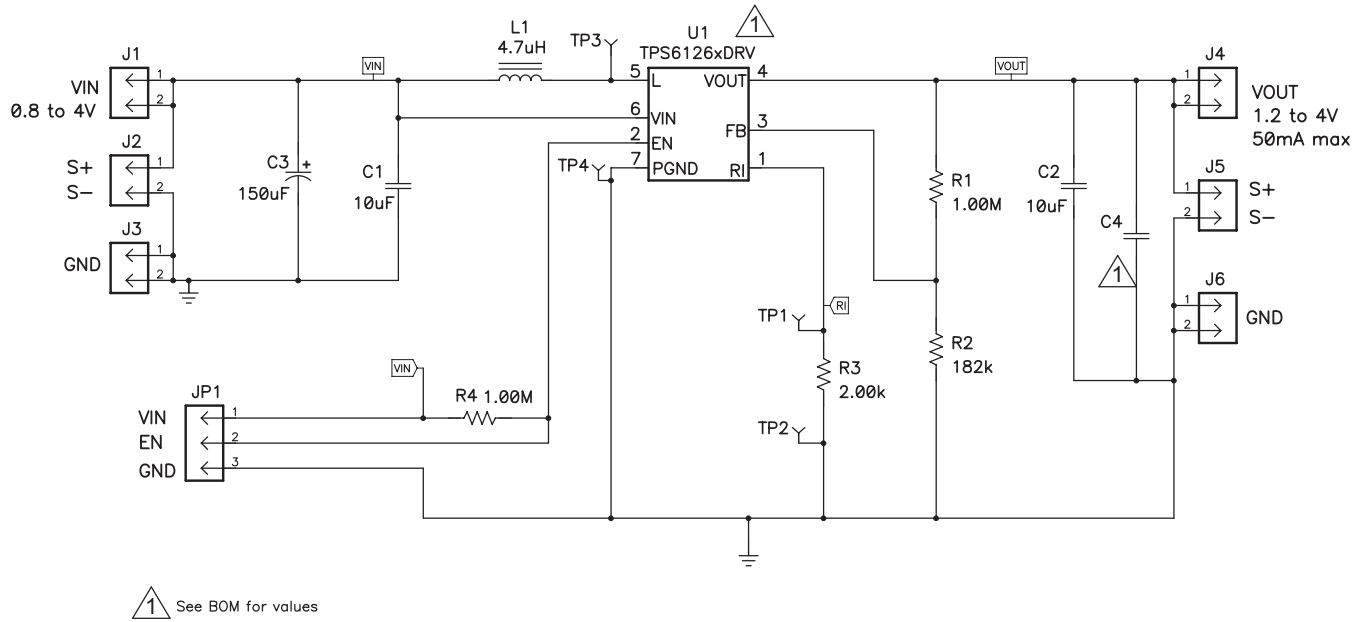 1
L1
4.7uH
TP3
U1
TPS6126xDRV
J1
VIN
0.8 to 4V
1
2
VIN
5
L
VOUT
4
VOUT
6
VIN
FB
3
2
EN
7
PGND
RI
1
TP4
J4
1
2
VOUT
1.2 to 4V
50mA max
J2
S+
S-
1
2
C3
+
150uF
C1
10uF
R1
1.00M
C2
10uF
C4
1
J5
1
2
S+
S-
J3
GND
1
2
J6
1
2
GND
RI
TP1
R3
2.00k
R2
182k
TP2
VIN
R4 1.00M
JP1
VIN
EN
GND
1
2
3
1 See BOM for values